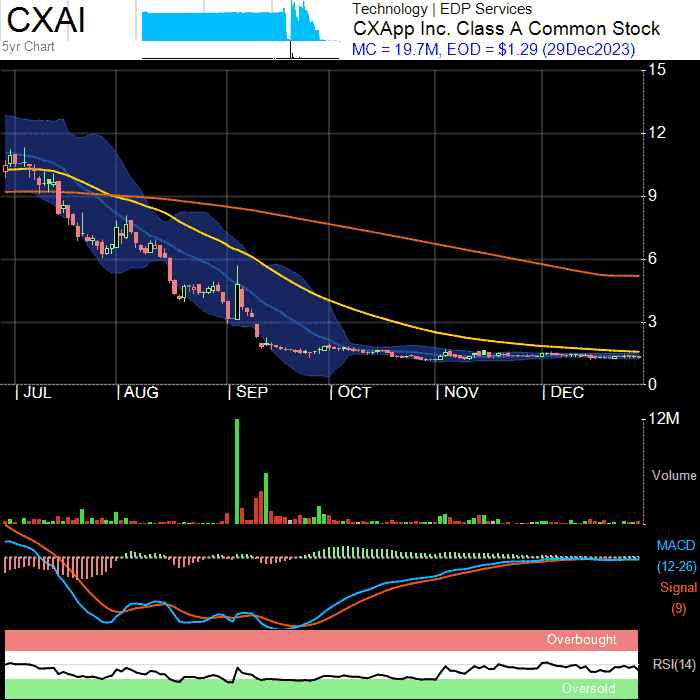 CXAI
5yr Chart
Technology | EDP Services
CXApp Inc. Class A Common Stock
MC = 19.7M, EOD = $1.29 (29Dec2023)
15
12
9
6
3
0
| JUL | AUG | SEP | OCT | NOV | DEC
12M
Volume
MACD
(12-26)
Signal
(9)
Overbought
RSI(14)
Oversold